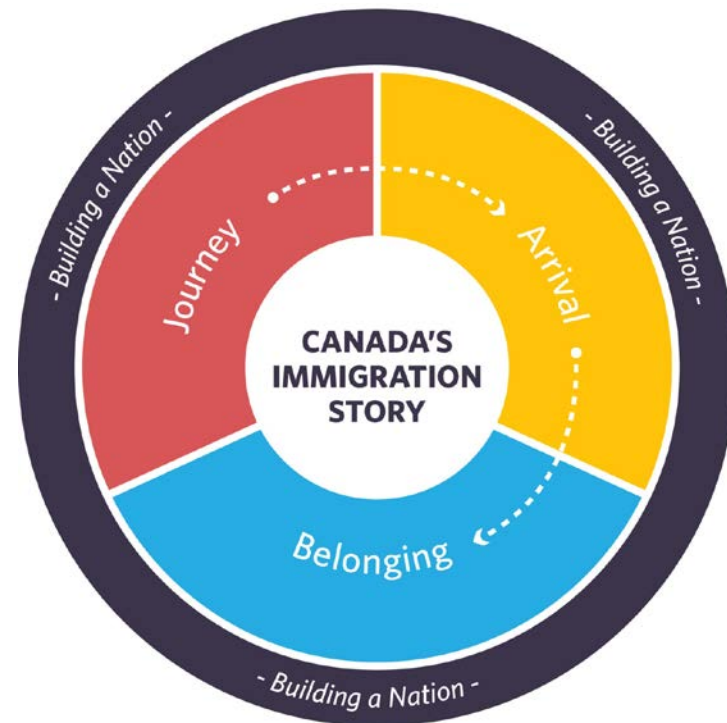 - Building a Nation -
- Building a Nation -
Journey
Arrival
CANADA'S
IMMIGRATION
STORY
Belonging
- Building a Nation -